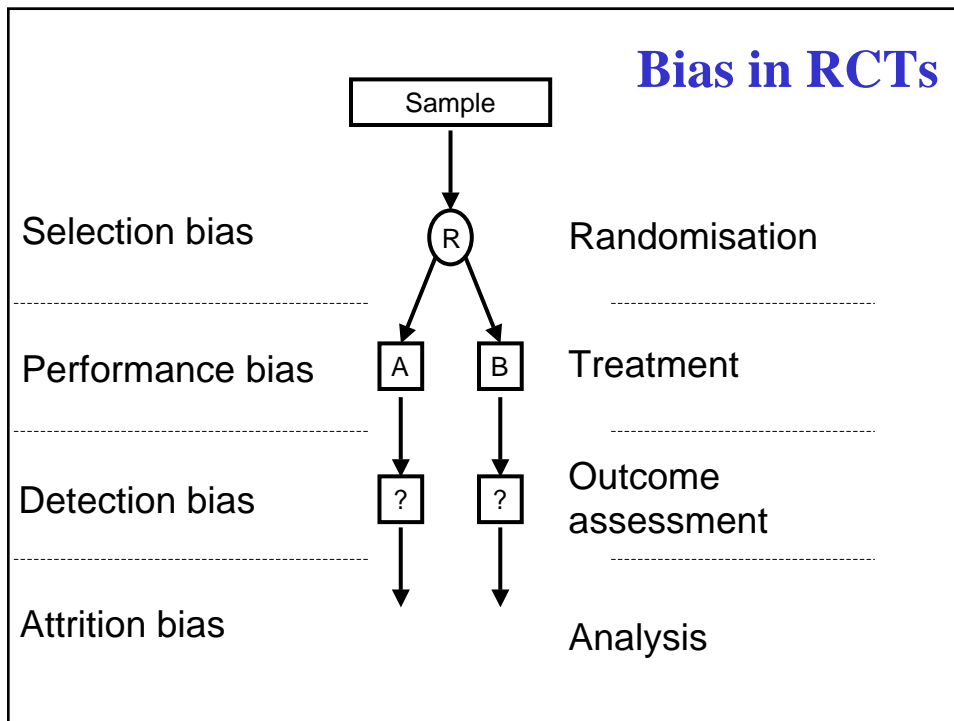 Bias in RCTs
Sample
Selection bias
R
Randomisation
Performance bias
A
B
Treatment
Detection bias
?
?
Outcome
assessment
Attrition bias
Analysis